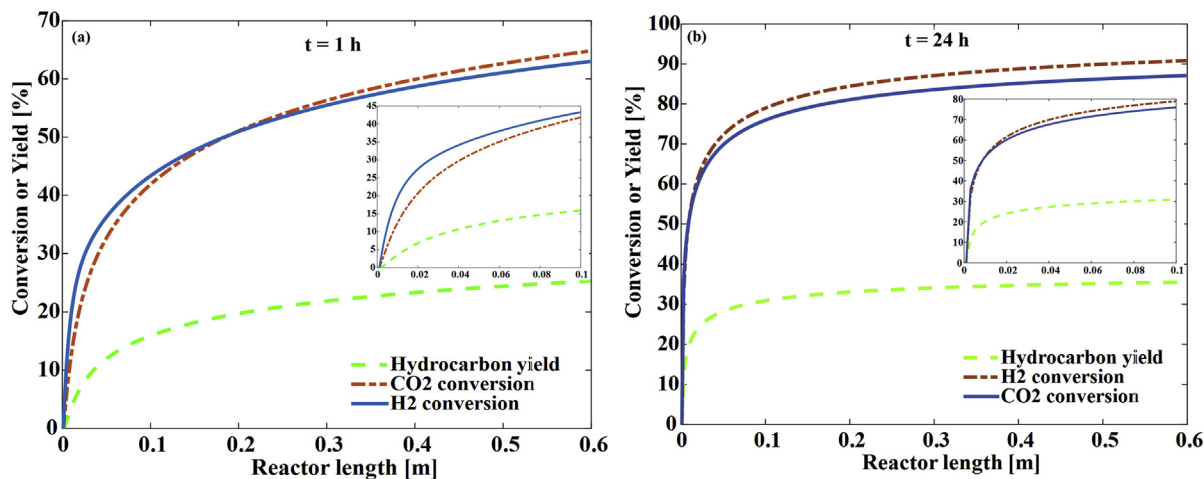 (a)
t = 1 h
Conversion or Yield [%]
70
60
50
40
30
20
10
0
45
40
35
30
25
20
15
10
5
0
0 0.02 0.04 0.06 0.08 0.1
Hydrocarbon yield
CO2 conversion
H2 conversion
0 0.1 0.2 0.3 0.4 0.5 0.6
Reactor length [m]
(b)
t = 24 h
Conversion or Yield [%]
100
90
80
70
60
50
40
30
20
10
0
80
70
60
50
40
30
20
10
0
0 0.02 0.04 0.06 0.08 0.1
Hydrocarbon yield
H2 conversion
CO2 conversion
0 0.1 0.2 0.3 0.4 0.5 0.6
Reactor length [m]